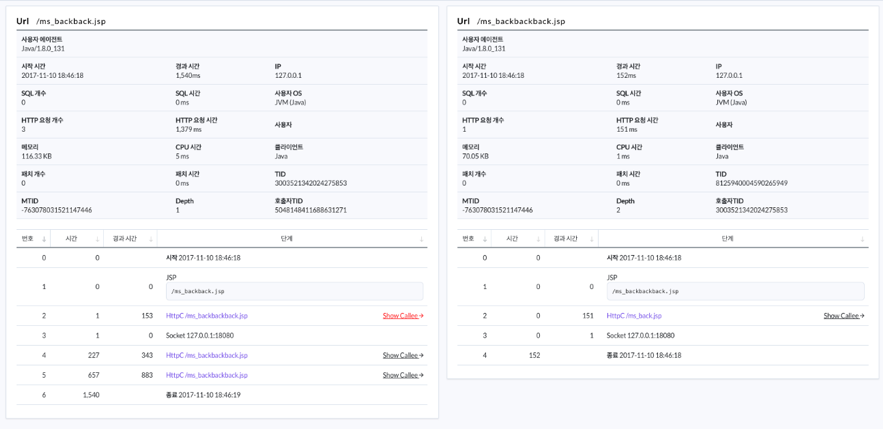 Url /ms_backback.jsp
사용자 에이전트
Java/1.8.0_131
시작 시간 경과 시간 IP
2017-11-10 18:46:18 1,540ms 127.0.0.1
SQL 개수 SQL 시간 사용자 OS
0 0 ms JVM (Java)
HTTP 요청 개수 HTTP 요청 시간 사용자
3 1,379 ms
메모리 CPU 시간 클라이언트
116.33 KB 5 ms Java
패치 개수 패치 시간 TID
0 0 ms 3003521342024275853
MTID Depth 호출자TID
-763078031521147446 1 5048148411688631271
번호 시간 경과 시간 단계
0 0 시작 2017-11-10 18:46:18
1 0 0 JSP
/ms_backback.jsp
2 1 153 HttpC /ms_backbackback.jsp Show Callee →
3 1 0 Socket 127.0.0.1:18080
4 227 343 HttpC /ms_backbackback.jsp Show Callee →
5 657 883 HttpC /ms_backbackback.jsp Show Callee →
6 1,540 종료 2017-11-10 18:46:19
Url /ms_backbackback.jsp
사용자 에이전트
Java/1.8.0_131
시작 시간 경과 시간 IP
2017-11-10 18:46:18 152ms 127.0.0.1
SQL 개수 SQL 시간 사용자 OS
0 0 ms JVM (Java)
HTTP 요청 개수 HTTP 요청 시간 사용자
1 151 ms
메모리 CPU 시간 클라이언트
70.05 KB 1 ms Java
패치 개수 패치 시간 TID
0 0 ms 8125940004590265949
MTID Depth 호출자TID
-763078031521147446 2 3003521342024275853
번호 시간 경과 시간 단계
0 0 시작 2017-11-10 18:46:18
1 0 0 JSP
/ms_backbackback.jsp
2 0 151 HttpC /ms_back.jsp Show Callee →
3 0 1 Socket 127.0.0.1:18080
4 152 종료 2017-11-10 18:46:18